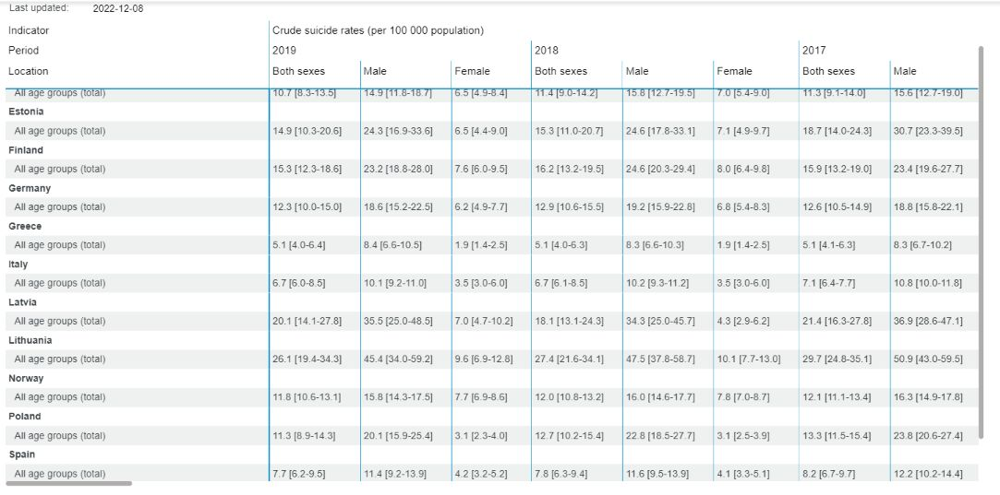 Last updated: 2022-12-08
Indicator Crude suicide rates (per 100 000 population)
Period 2019 2018 2017
Location Both sexes Male Female Both sexes Male Female Both sexes Male
All age groups (total) 10.7 [8.3-13.5] 14.9 [11.8-18.7] 6.5 [4.9-8.4] 11.4 [9.0-14.2] 15.8 [12.7-19.5] 7.0 [5.4-9.0] 11.3 [9.1-14.0] 15.6 [12.7-19.0]
Estonia
All age groups (total) 14.9 [10.3-20.6] 24.3 [16.9-33.6] 6.5 [4.4-9.0] 15.3 [11.0-20.7] 24.6 [17.8-33.1] 7.1 [4.9-9.7] 18.7 [14.0-24.3] 30.7 [23.3-39.5]
Finland
All age groups (total) 15.3 [12.3-18.6] 23.2 [18.8-28.0] 7.6 [6.0-9.5] 16.2 [13.2-19.5] 24.6 [20.3-29.4] 8.0 [6.4-9.8] 15.9 [13.2-19.0] 23.4 [19.6-27.7]
Germany
All age groups (total) 12.3 [10.0-15.0] 18.6 [15.2-22.5] 6.2 [4.9-7.7] 12.9 [10.6-15.5] 19.2 [15.9-22.8] 6.8 [5.4-8.3] 12.6 [10.5-14.9] 18.8 [15.8-22.1]
Greece
All age groups (total) 5.1 [4.0-6.4] 8.4 [6.6-10.5] 1.9 [1.4-2.5] 5.1 [4.0-6.3] 8.3 [6.6-10.3] 1.9 [1.4-2.5] 5.1 [4.1-6.3] 8.3 [6.7-10.2]
Italy
All age groups (total) 6.7 [6.0-8.5] 10.1 [9.2-11.0] 3.5 [3.0-6.0] 6.7 [6.1-8.5] 10.2 [9.3-11.2] 3.5 [3.0-6.0] 7.1 [6.4-7.7] 10.8 [10.0-11.8]
Latvia
All age groups (total) 20.1 [14.1-27.8] 35.5 [25.0-48.5] 7.0 [4.7-10.2] 18.1 [13.1-24.3] 34.3 [25.0-45.7] 4.3 [2.9-6.2] 21.4 [16.3-27.8] 36.9 [28.6-47.1]
Lithuania
All age groups (total) 26.1 [19.4-34.3] 45.4 [34.0-59.2] 9.6 [6.9-12.8] 27.4 [21.6-34.1] 47.5 [37.8-58.7] 10.1 [7.7-13.0] 29.7 [24.8-35.1] 50.9 [43.0-59.5]
Norway
All age groups (total) 11.8 [10.6-13.1] 15.8 [14.3-17.5] 7.7 [6.9-8.6] 12.0 [10.8-13.2] 16.0 [14.6-17.7] 7.8 [7.0-8.7] 12.1 [11.1-13.4] 16.3 [14.9-17.8]
Poland
All age groups (total) 11.3 [8.9-14.3] 20.1 [15.9-25.4] 3.1 [2.3-4.0] 12.7 [10.2-15.4] 22.8 [18.5-27.7] 3.1 [2.5-3.9] 13.3 [11.5-15.4] 23.8 [20.6-27.4]
Spain
All age groups (total) 7.7 [6.2-9.5] 11.4 [9.2-13.9] 4.2 [3.2-5.2] 7.8 [6.3-9.4] 11.6 [9.5-13.9] 4.1 [3.3-5.1] 8.2 [6.7-9.7] 12.2 [10.2-14.4]